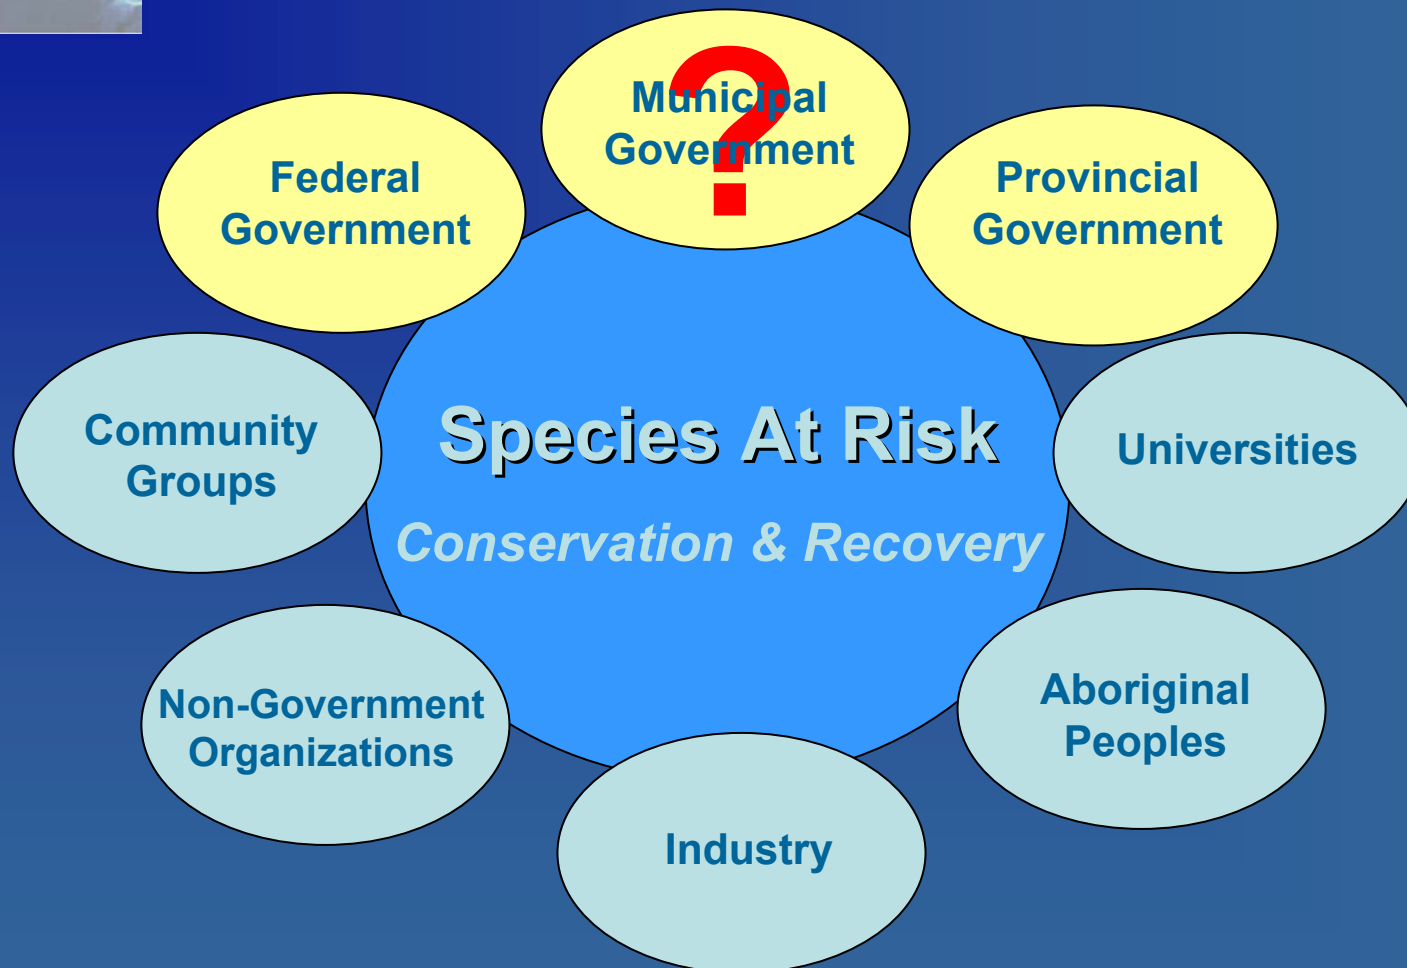 ?
Municipal
Government
Federal
Government
Provincial
Government
Community
Groups
Species At Risk
Conservation & Recovery
Universities
Non-Government
Organizations
Aboriginal
Peoples
Industry